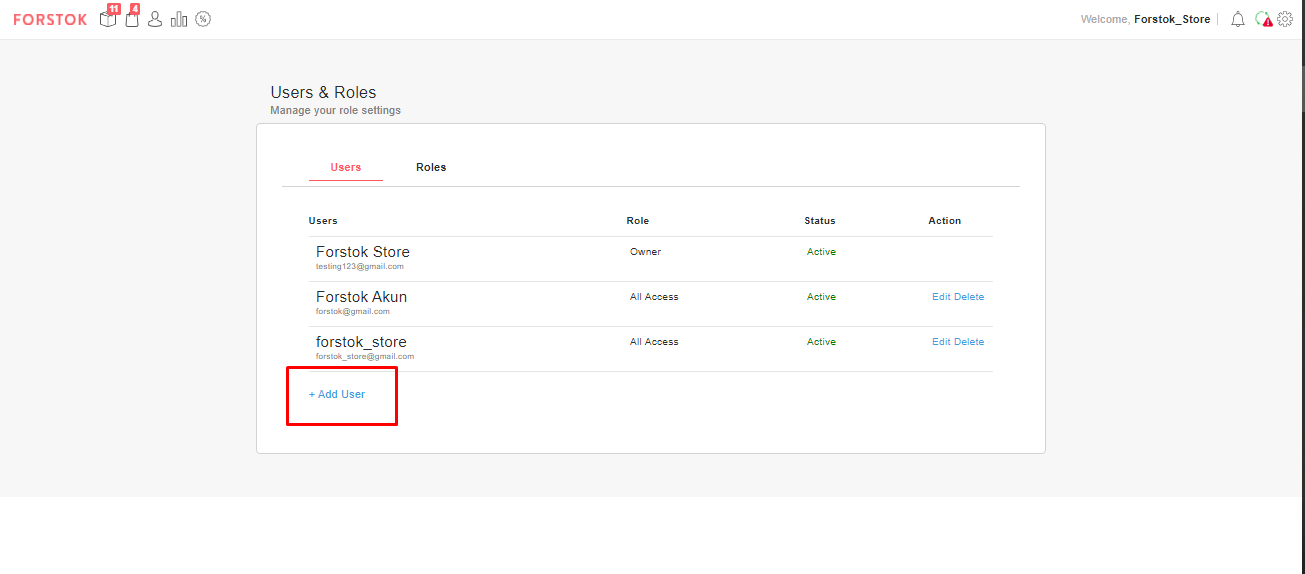 FORSTOK 11 4 Welcome, Forstok_Store
Users & Roles
Manage your role settings
Users Roles
Users Role Status Action
Forstok Store Owner Active
testing123@gmail.com
Forstok Akun All Access Active Edit Delete
forstok@gmail.com
forstok_store All Access Active Edit Delete
forstok_store@gmail.com
+ Add User